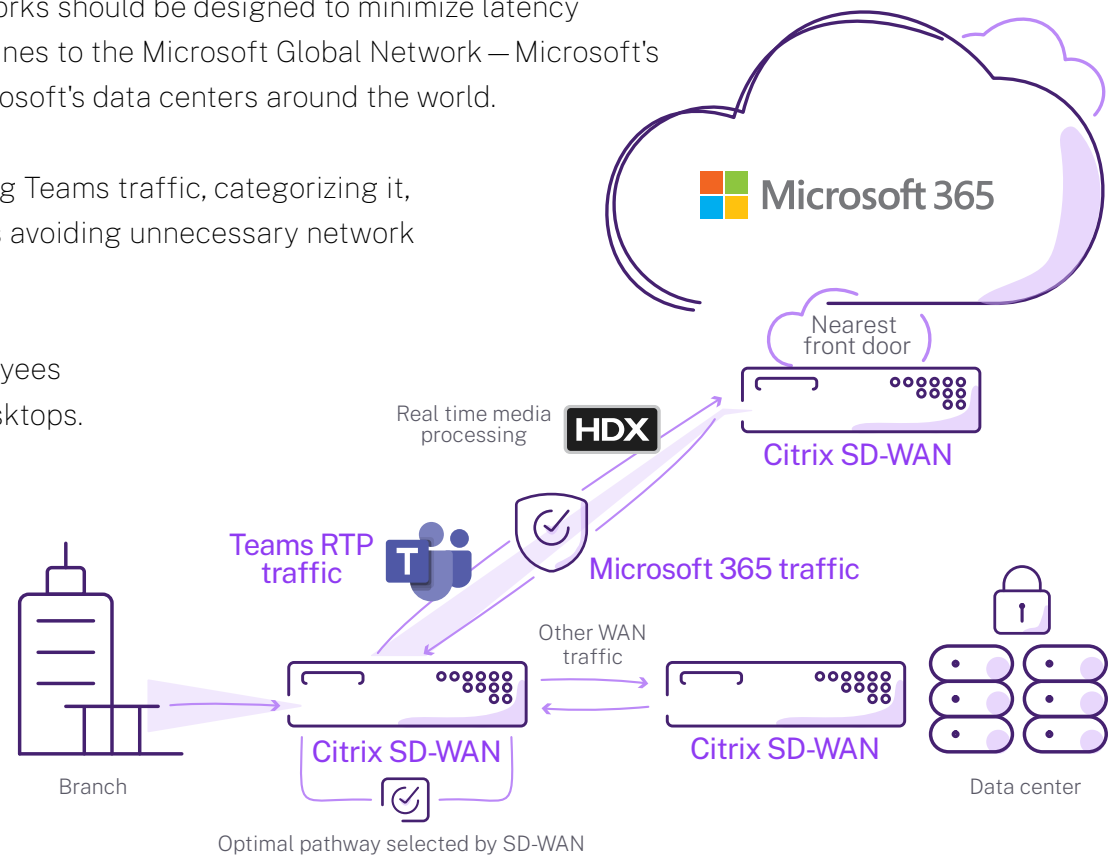 orks should be designed to minimize latency
nes to the Microsoft Global Network—Microsoft's
rosoft's data centers around the world.
g Teams traffic, categorizing it,
s avoiding unnecessary network
yees
sktops.
Microsoft 365
Nearest
front door
Citrix SD-WAN
Real time media
processing
HDX
Teams RTP
traffic
T
Microsoft 365 traffic
Other WAN
traffic
Citrix SD-WAN
Citrix SD-WAN
Branch
Data center
Optimal pathway selected by SD-WAN